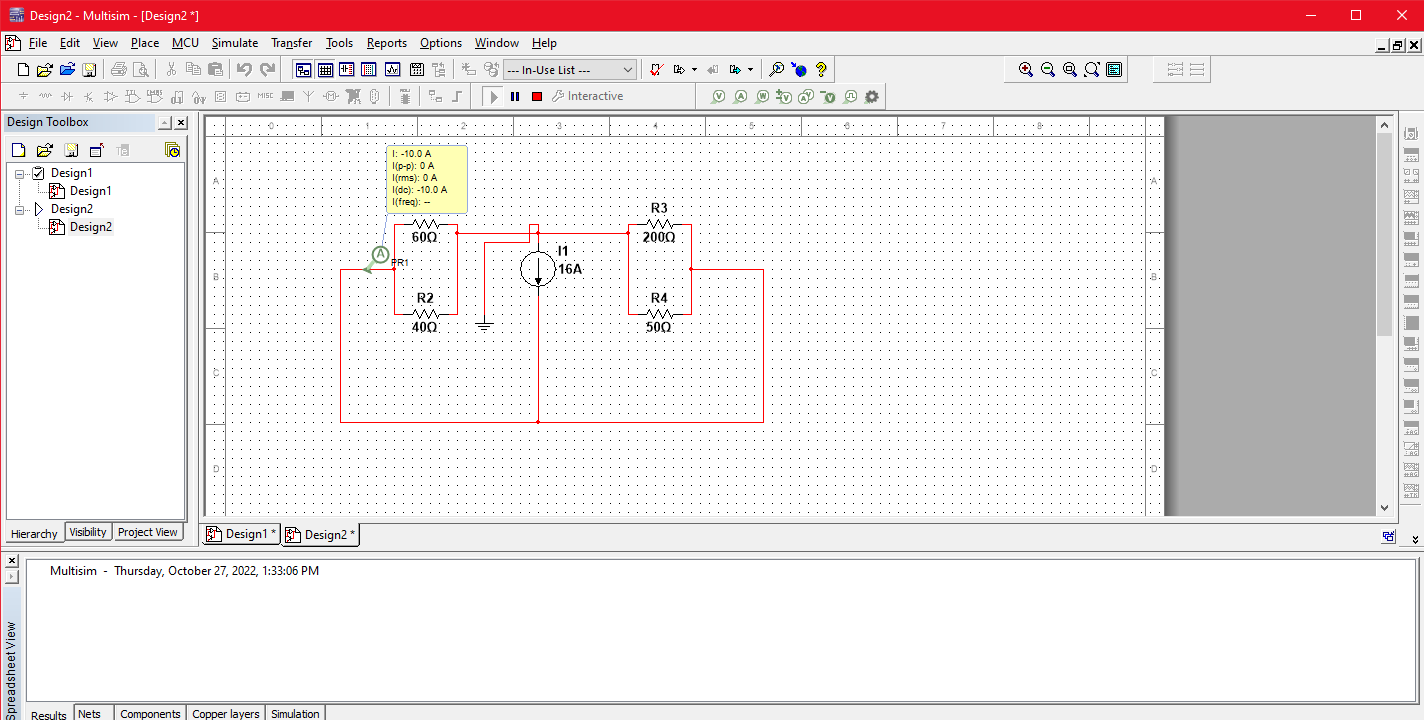 Design2 - Multisim - [Design2 *]
File Edit View Place MCU Simulate Transfer Tools Reports Options Window Help
--- In-Use List ---
MISC Interactive
Design Toolbox
Design1
Design1
Design2
Design2
Hierarchy Visibility Project View
0 1 2 3 4 5 6 7 8
A
B
C
D
A
B
C
D
I: -10.0 A
I(p-p): 0 A
I(rms): 0 A
I(dc): -10.0 A
I(freq): --
60Ω
A
PR1
R2
40Ω
I1
16A
R3
200Ω
R4
50Ω
Design1 * Design2 *
Multisim - Thursday, October 27, 2022, 1:33:06 PM
Spreadsheet View
Results Nets Components Copper layers Simulation